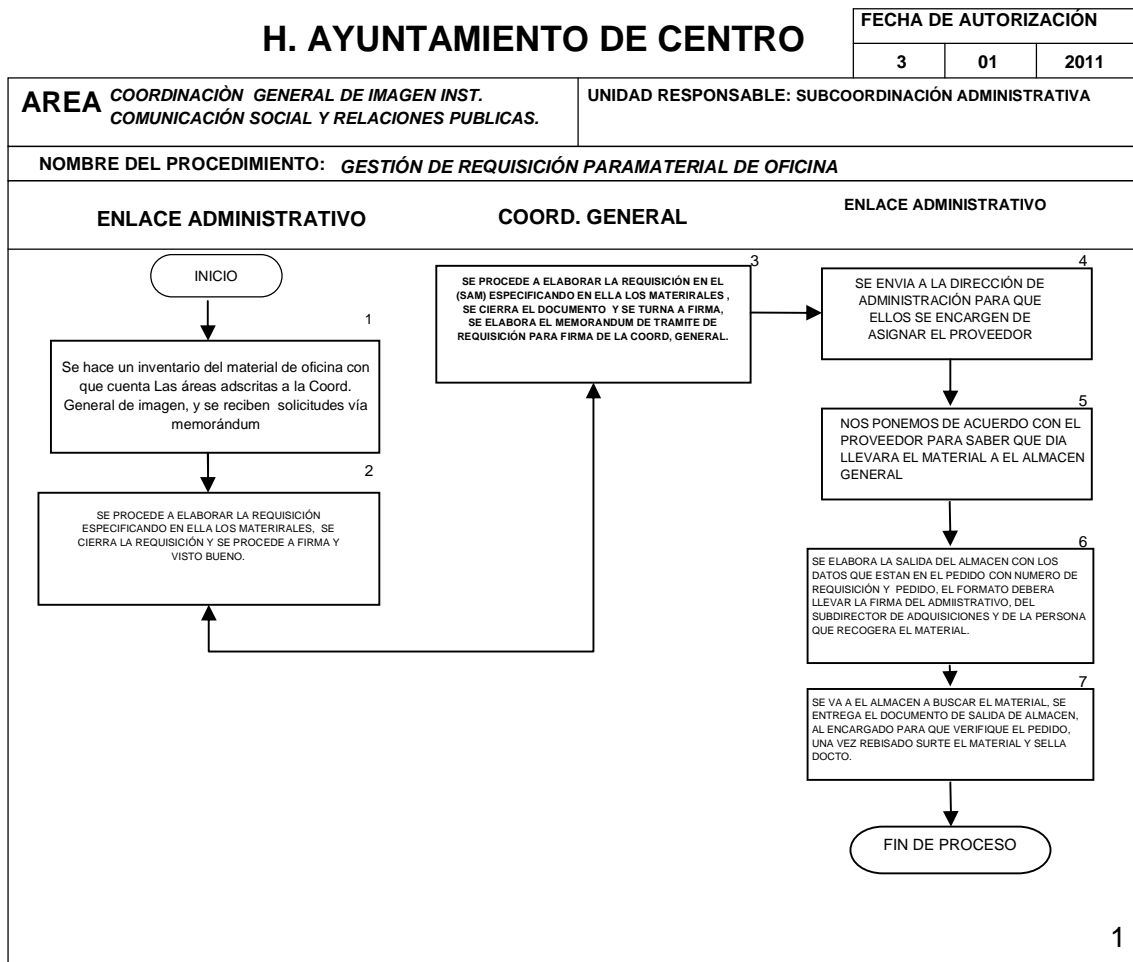 H. AYUNTAMIENTO DE CENTRO
FECHA DE AUTORIZACIÓN
3 01 2011
AREA COORDINACIÒN GENERAL DE IMAGEN INST.
COMUNICACIÓN SOCIAL Y RELACIONES PUBLICAS.
UNIDAD RESPONSABLE: SUBCOORDINACIÓN ADMINISTRATIVA
NOMBRE DEL PROCEDIMIENTO: GESTIÓN DE REQUISICIÓN PARAMATERIAL DE OFICINA
ENLACE ADMINISTRATIVO
COORD. GENERAL
ENLACE ADMINISTRATIVO
INICIO
1
Se hace un inventario del material de oficina con
que cuenta Las áreas adscritas a la Coord.
General de imagen, y se reciben solicitudes vía
memorándum
2
SE PROCEDE A ELABORAR LA REQUISICIÓN
ESPECIFICANDO EN ELLA LOS MATERIRALES, SE
CIERRA LA REQUISICIÓN Y SE PROCEDE A FIRMA Y
VISTO BUENO.
3
SE PROCEDE A ELABORAR LA REQUISICIÓN EN EL
(SAM) ESPECIFICANDO EN ELLA LOS MATERIRALES ,
SE CIERRA EL DOCUMENTO Y SE TURNA A FIRMA,
SE ELABORA EL MEMORANDUM DE TRAMITE DE
REQUISICIÓN PARA FIRMA DE LA COORD, GENERAL.
4
SE ENVIA A LA DIRECCIÓN DE
ADMINISTRACIÓN PARA QUE
ELLOS SE ENCARGEN DE
ASIGNAR EL PROVEEDOR
5
NOS PONEMOS DE ACUERDO CON EL
PROVEEDOR PARA SABER QUE DIA
LLEVARA EL MATERIAL A EL ALMACEN
GENERAL
6
SE ELABORA LA SALIDA DEL ALMACEN CON LOS
DATOS QUE ESTAN EN EL PEDIDO CON NUMERO DE
REQUISICIÓN Y PEDIDO, EL FORMATO DEBERA
LLEVAR LA FIRMA DEL ADMIISTRATIVO, DEL
SUBDIRECTOR DE ADQUISICIONES Y DE LA PERSONA
QUE RECOGERA EL MATERIAL.
7
SE VA A EL ALMACEN A BUSCAR EL MATERIAL, SE
ENTREGA EL DOCUMENTO DE SALIDA DE ALMACEN,
AL ENCARGADO PARA QUE VERIFIQUE EL PEDIDO,
UNA VEZ REBISADO SURTE EL MATERIAL Y SELLA
DOCTO.
FIN DE PROCESO
1